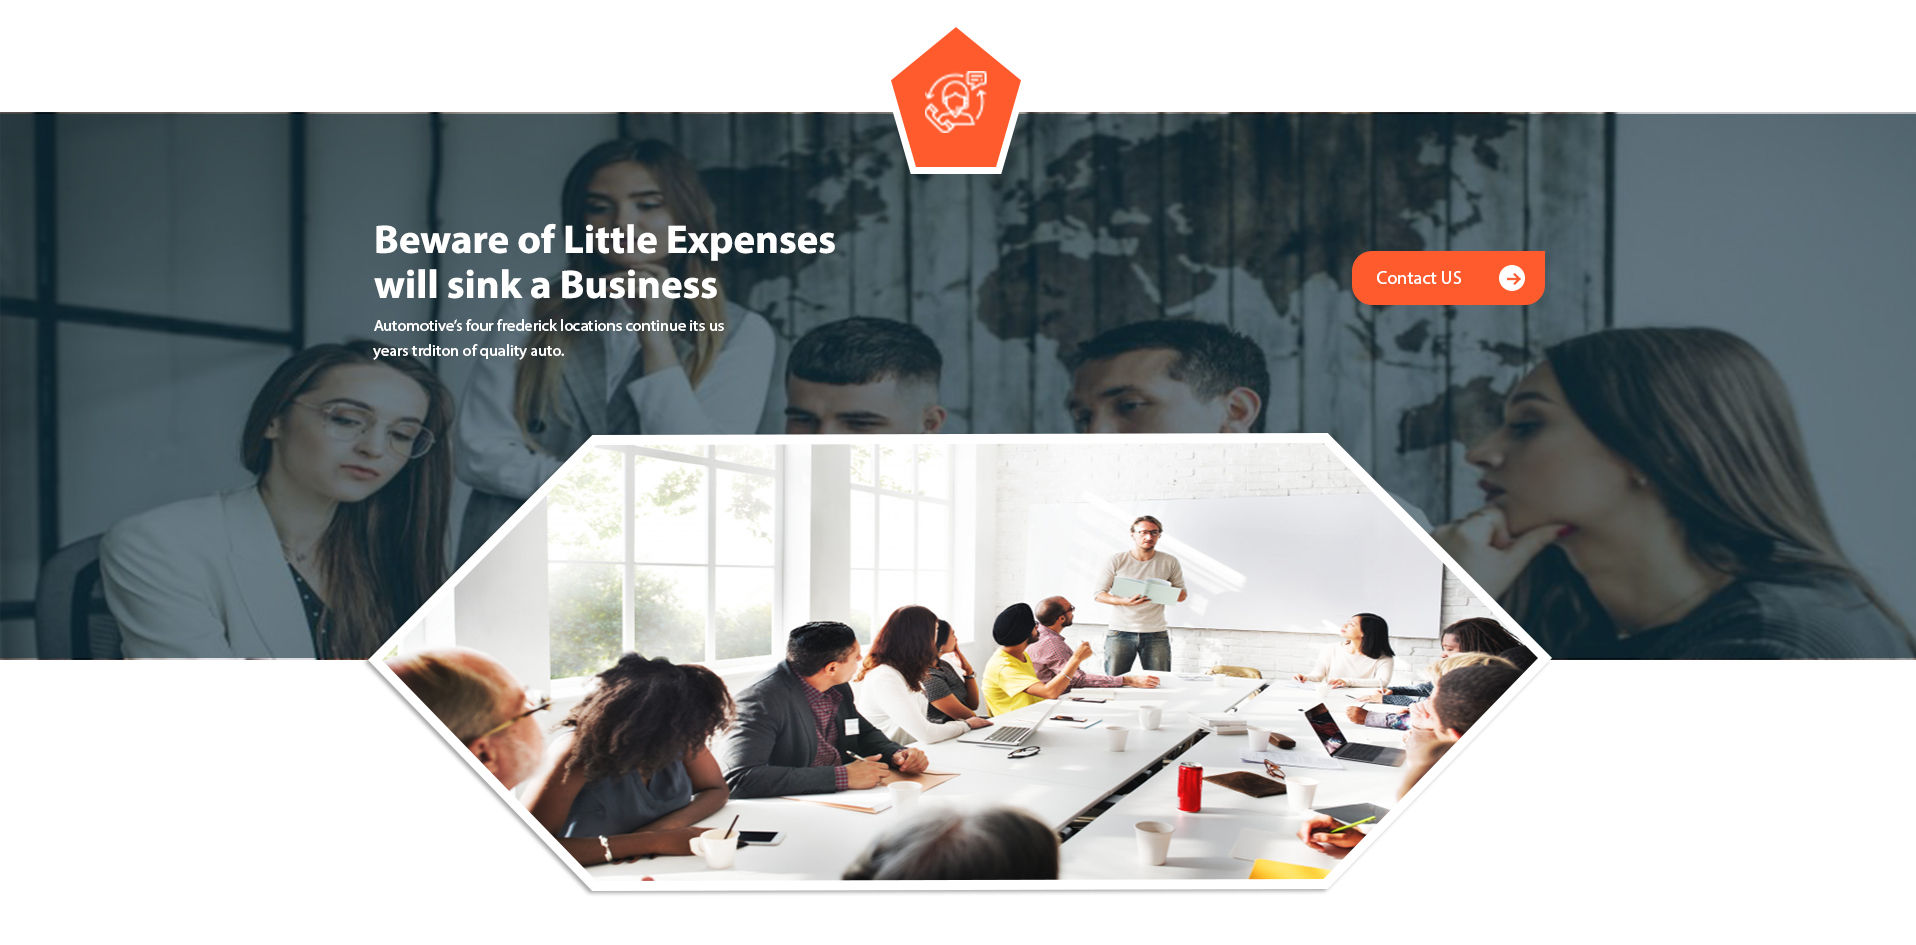 Beware of Little Expenses
will sink a Business
Automotive's four frederick locations continue its us
years trditon of quality auto.
Contact US